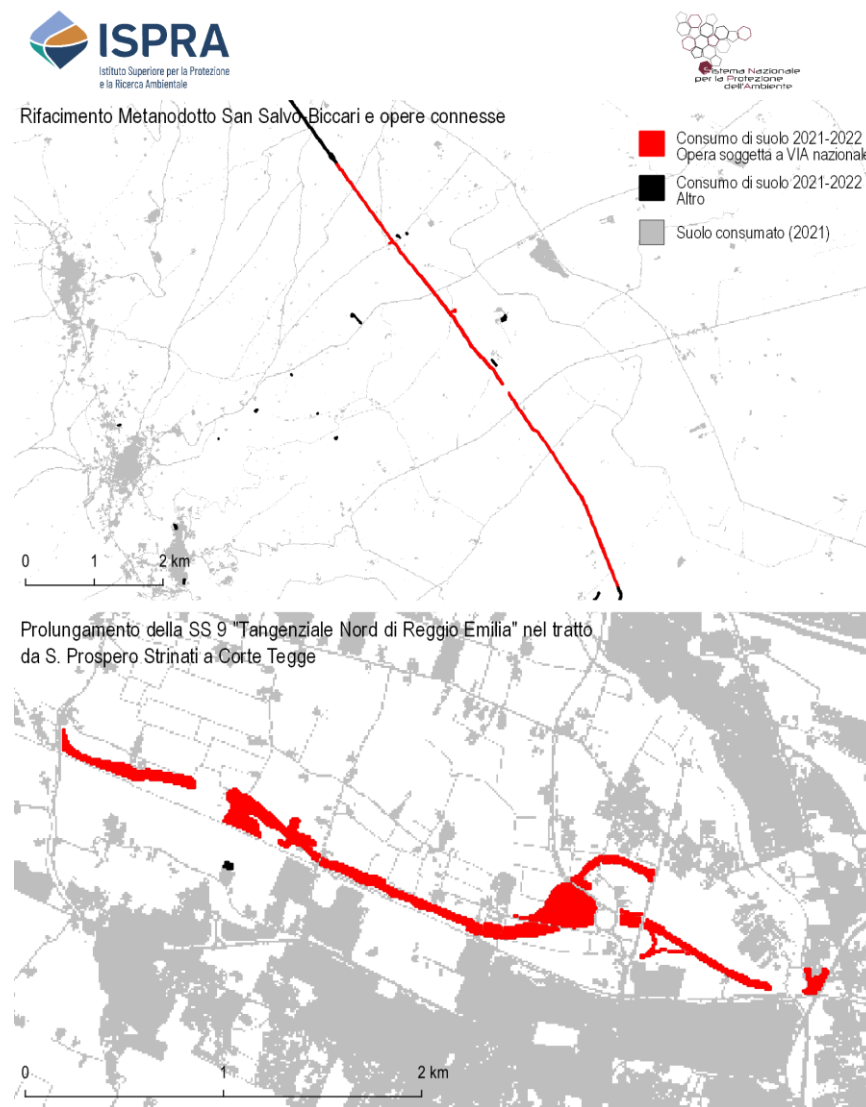 ISPRA
Istituto Superiore per la Protezione
e la Ricerca Ambientale
Sistema Nazionale
per la Protezione
dell'Ambiente
Rifacimento Metanodotto San Salvo-Biccari e opere connesse
Consumo di suolo 2021-2022
Opera soggetta a VIA nazionale
Consumo di suolo 2021-2022
Altro
Suolo consumato (2021)
0 1 2 km
Prolungamento della SS 9 "Tangenziale Nord di Reggio Emilia" nel tratto
da S. Prospero Strinati a Corte Tegge
0 1 2 km